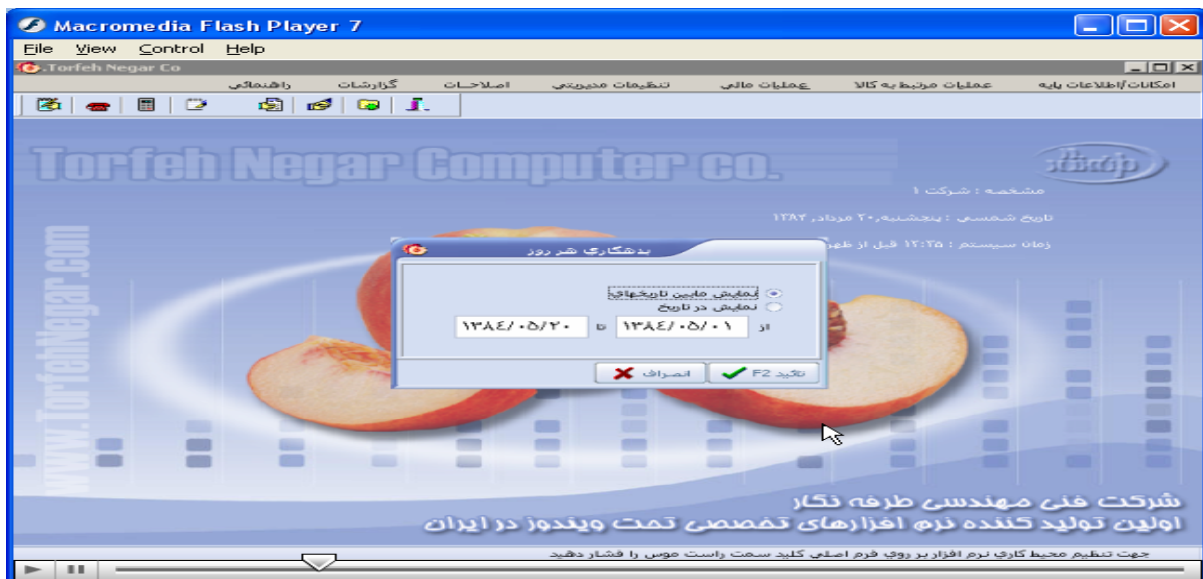 Macromedia Flash Player 7
File View Control Help
Torfeh Negar Co.
امکانات/اطلاعات پایه عملیات مرتبط به کالا عملیات مالی تنظیمات مدیریتی اصلاحات گزارشات راهنمائی
Torfeh Negar Computer co.
مشخصه : شرکت ۱
تاریخ شمسی : پنجشنبه, ۲۰ مرداد, ۱۳۸۴
زمان سیستم : ۱۲:۲۵ قبل از ظهر
www.TorfehNegar.com
بدهکاری هر روز
نمایش مابین تاریخهای
نمایش در تاریخ
از ۱۳۸۴/۰۵/۰۱ تا ۱۳۸۴/۰۵/۲۰
تائید F2 انصراف
شرکت فنی مهندسی طرفه نگار
اولین تولید کننده نرم افزارهای تخصصی تحت ویندوز در ایران
جهت تنظیم محیط کاری نرم افزار بر روی فرم اصلی کلید سمت راست موس را فشار دهید